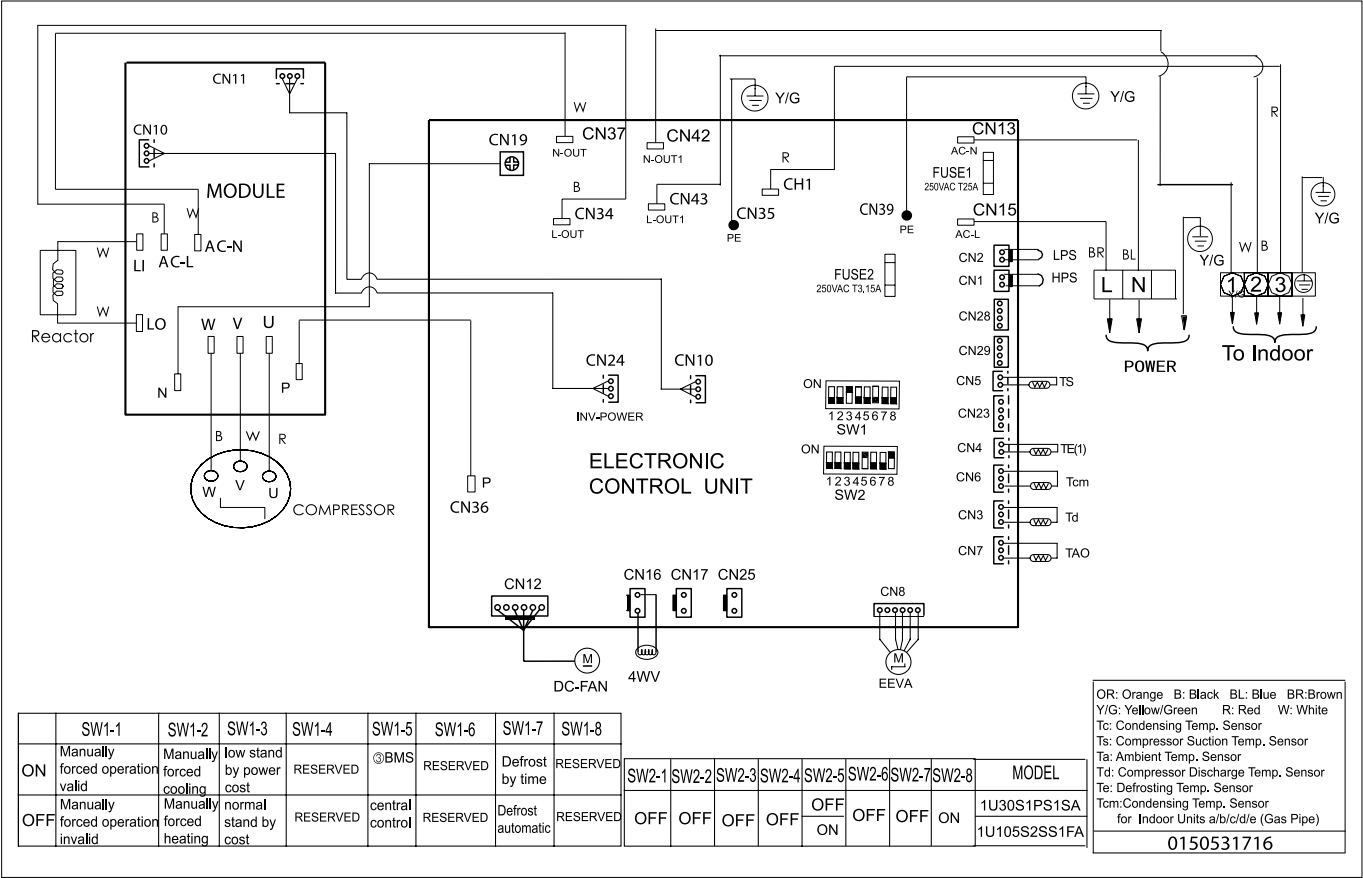 CN11
CN10
MODULE
B
W
W
LI
AC-L
AC-N
LO
W
Reactor
W V U
N
P
B W R
W V U
COMPRESSOR
W
B
CN19
CN37
N-OUT
CN34
L-OUT
CN42
N-OUT1
CN43
L-OUT1
Y/G
CN35
PE
R
CH1
Y/G
CN39
PE
CN13
AC-N
FUSE1
250VAC T25A
CN15
AC-L
FUSE2
250VAC T3,15A
CN2 LPS
CN1 HPS
CN28
CN29
CN5 TS
CN23
CN4 TE(1)
CN6 Tcm
CN3 Td
CN7 TAO
BR BL
L N
Y/G
POWER
R
W B
Y/G
1 2 3
To Indoor
CN24
INV-POWER
CN10
ON
12345678
SW1
ON
12345678
SW2
ELECTRONIC
CONTROL UNIT
P
CN36
CN12
M
DC-FAN
CN16 CN17 CN25
4WV
CN8
M
EEVA
SW1-1 SW1-2 SW1-3 SW1-4 SW1-5 SW1-6 SW1-7 SW1-8
ON
Manually
forced operation
valid
Manually
forced
cooling
low stand
by power
cost
RESERVED
③BMS
RESERVED
Defrost
by time
RESERVED
OFF
Manually
forced operation
invalid
Manually
forced
heating
normal
stand by
cost
RESERVED
central
control
RESERVED
Defrost
automatic
RESERVED
SW2-1 SW2-2 SW2-3 SW2-4 SW2-5 SW2-6 SW2-7 SW2-8 MODEL
OFF OFF OFF OFF
OFF
ON
OFF OFF ON
1U30S1PS1SA
1U105S2SS1FA
OR: Orange B: Black BL: Blue BR:Brown
Y/G: Yellow/Green R: Red W: White
Tc: Condensing Temp. Sensor
Ts: Compressor Suction Temp. Sensor
Ta: Ambient Temp. Sensor
Td: Compressor Discharge Temp. Sensor
Te: Defrosting Temp. Sensor
Tcm:Condensing Temp. Sensor
for Indoor Units a/b/c/d/e (Gas Pipe)
0150531716